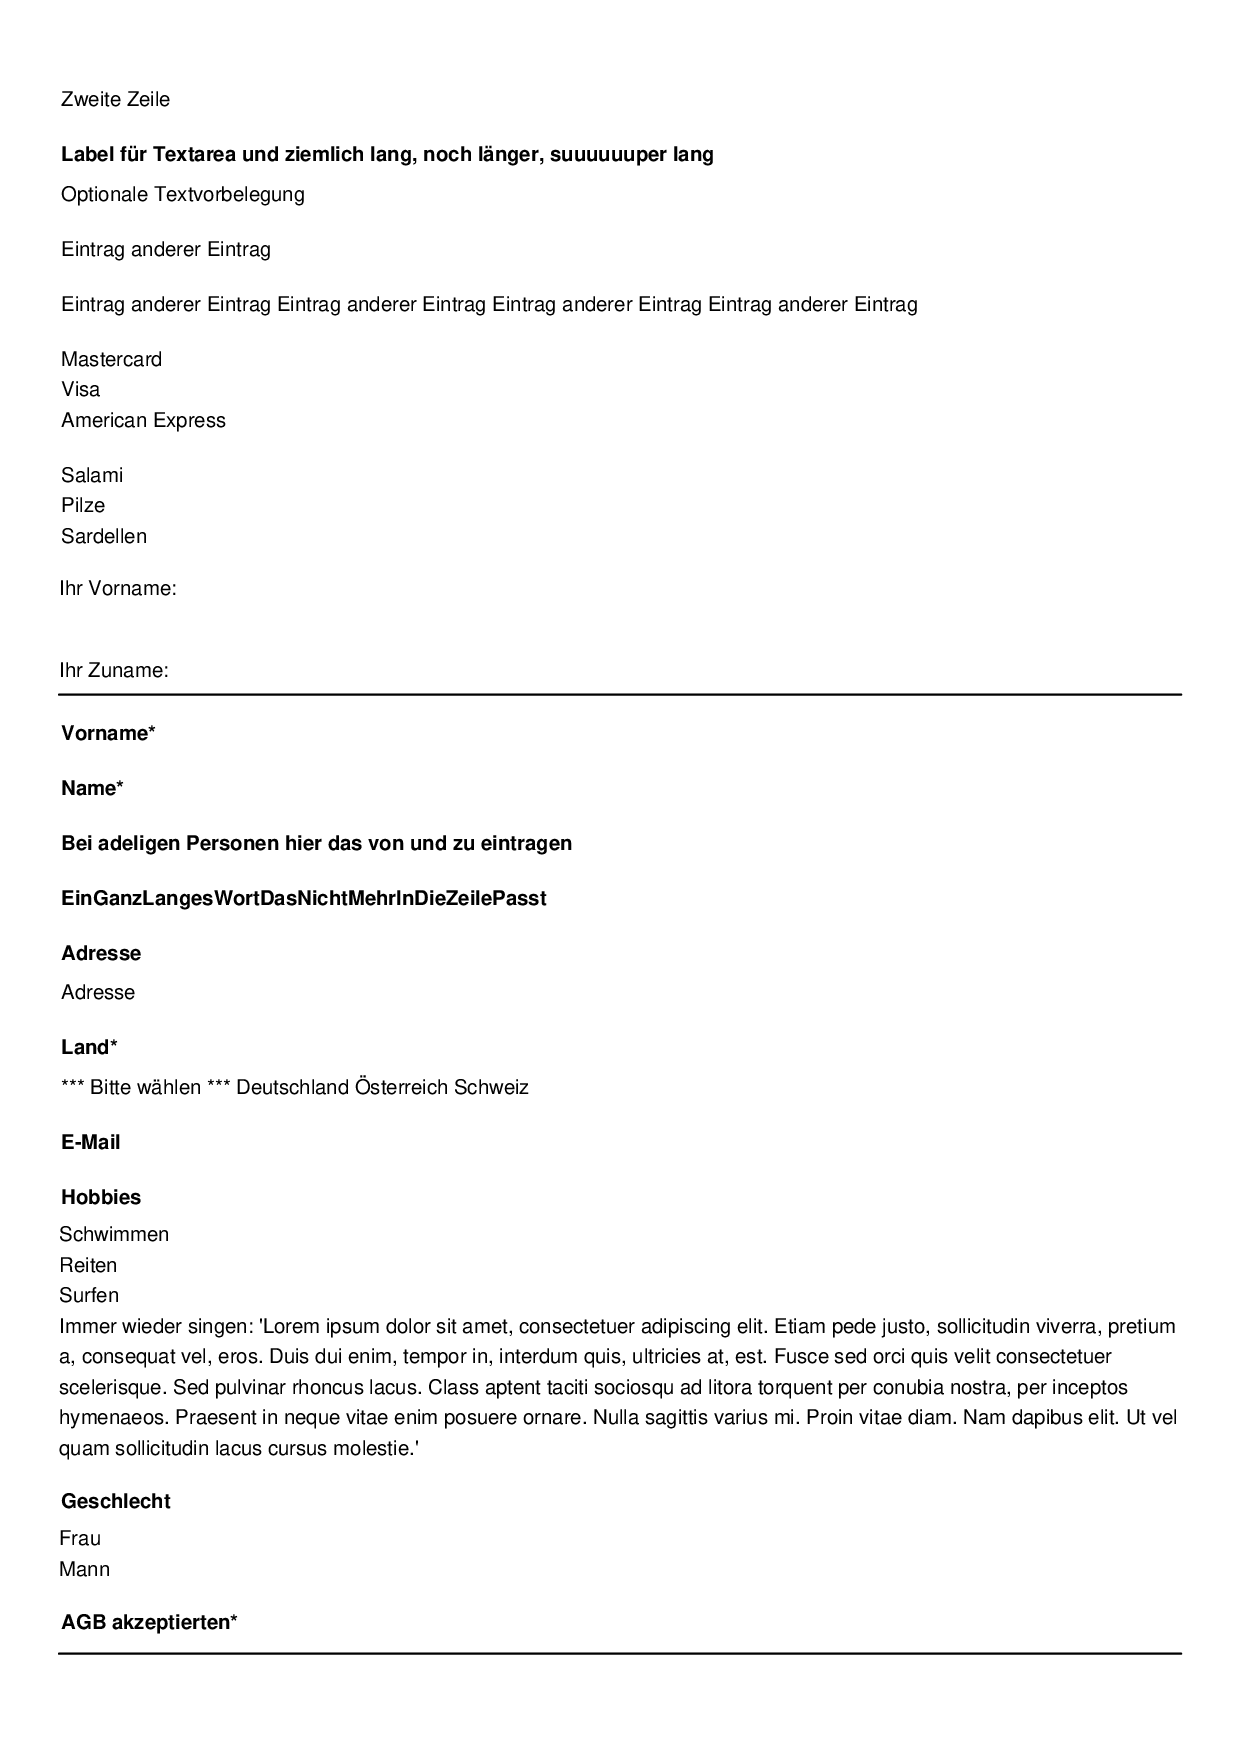 Zweite Zeile
Label für Textarea und ziemlich lang, noch länger, suuuuuuper lang
Optionale Textvorbelegung
Eintrag anderer Eintrag
Eintrag anderer Eintrag Eintrag anderer Eintrag Eintrag anderer Eintrag Eintrag anderer Eintrag
Mastercard
Visa
American Express
Salami
Pilze
Sardellen
Ihr Vorname:
Ihr Zuname:
Vorname*
Name*
Bei adeligen Personen hier das von und zu eintragen
EinGanzLangesWortDasNichtMehrInDieZeilePasst
Adresse
Adresse
Land*
*** Bitte wählen *** Deutschland Österreich Schweiz
E-Mail
Hobbies
Schwimmen
Reiten
Surfen
Immer wieder singen: 'Lorem ipsum dolor sit amet, consectetuer adipiscing elit. Etiam pede justo, sollicitudin viverra, pretium
a, consequat vel, eros. Duis dui enim, tempor in, interdum quis, ultricies at, est. Fusce sed orci quis velit consectetuer
scelerisque. Sed pulvinar rhoncus lacus. Class aptent taciti sociosqu ad litora torquent per conubia nostra, per inceptos
hymenaeos. Praesent in neque vitae enim posuere ornare. Nulla sagittis varius mi. Proin vitae diam. Nam dapibus elit. Ut vel
quam sollicitudin lacus cursus molestie.'
Geschlecht
Frau
Mann
AGB akzeptierten*